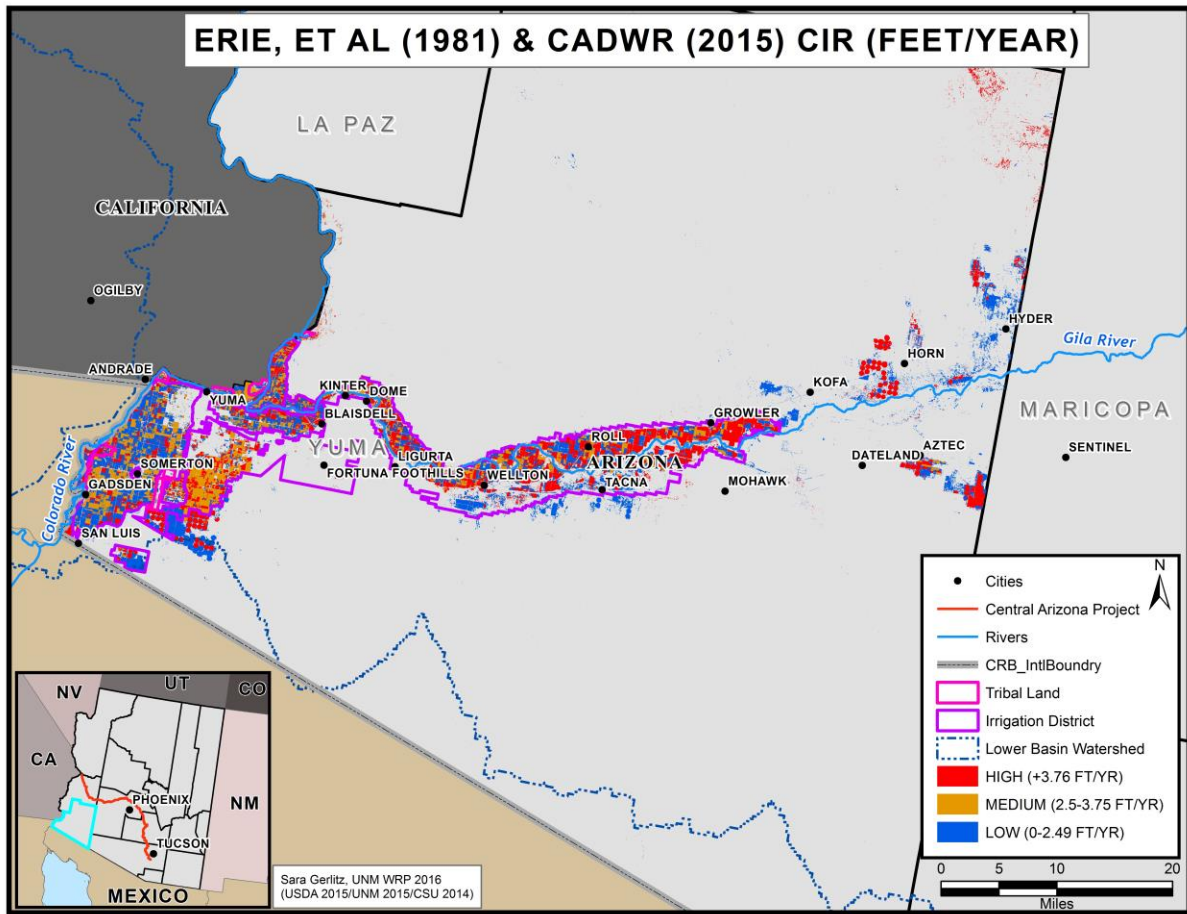 ERIE, ET AL (1981) & CADWR (2015) CIR (FEET/YEAR)
LA PAZ
CALIFORNIA
OGILBY
HYDER
Gila River
HORN
ANDRADE
KINTER
DOME
KOFA
YUMA
BLAISDELL
GROWLER
MARICOPA
YUMA
ROLL
AZTEC
LIGURTA
ARIZONA
SENTINEL
SOMERTON
FORTUNA FOOTHILLS
DATELAND
WELLTON
TACNA
MOHAWK
GADSDEN
Colorado River
SAN LUIS
N
Cities
Central Arizona Project
Rivers
CRB_IntlBoundry
Tribal Land
Irrigation District
Lower Basin Watershed
HIGH (+3.76 FT/YR)
MEDIUM (2.5-3.75 FT/YR)
LOW (0-2.49 FT/YR)
0 5 10 20
Miles
NV
UT
CO
CA
PHOENIX
NM
TUCSON
MEXICO
Sara Gerlitz, UNM WRP 2016
(USDA 2015/UNM 2015/CSU 2014)